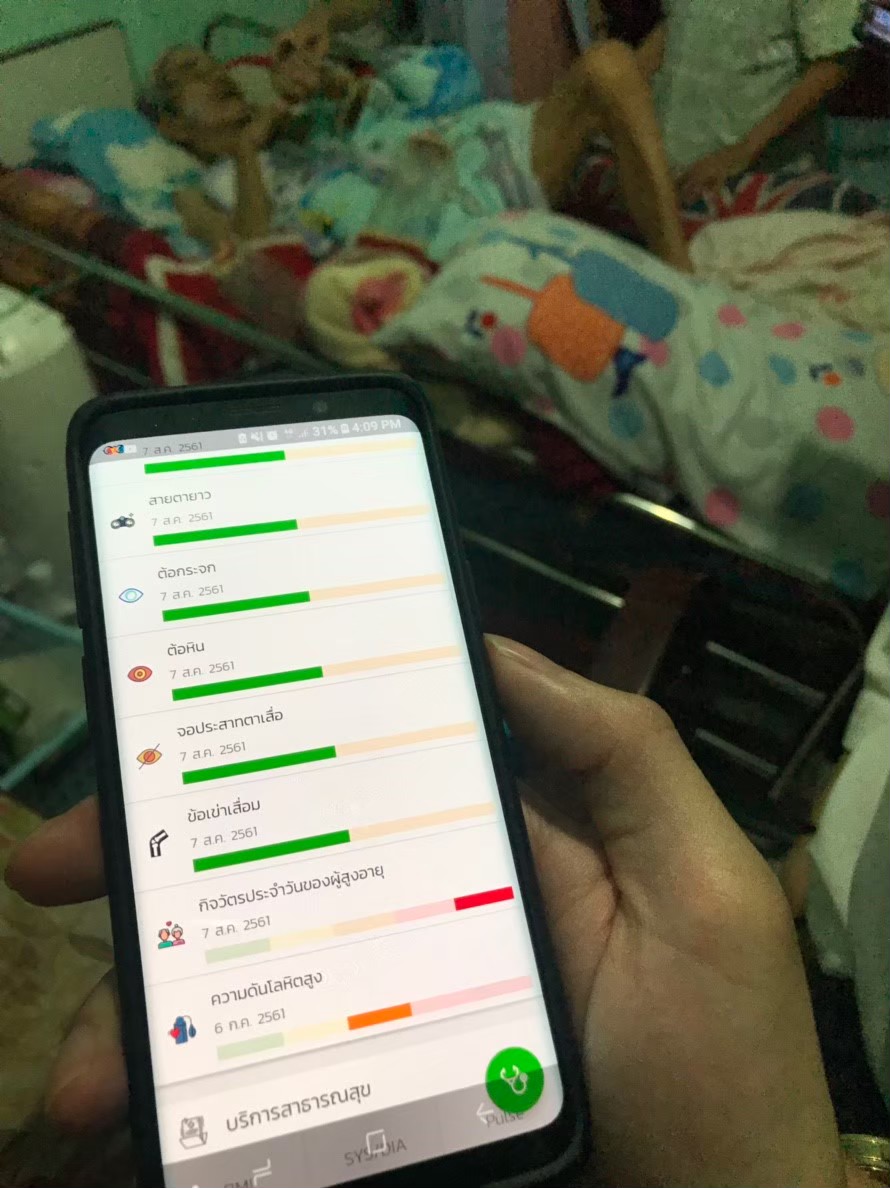 7 ส.ค. 2561
31% 4:09 PM
สายตายาว
7 ส.ค. 2561
ต้อกระจก
7 ส.ค. 2561
ต้อหิน
7 ส.ค. 2561
จอประสาทตาเสื่อ
7 ส.ค. 2561
ข้อเข่าเสื่อม
7 ส.ค. 2561
กิจวัตรประจำวันของผู้สูงอายุ
7 ส.ค. 2561
ความดันโลหิตสูง
6 ก.ค. 2561
บริการสาธารณสุข
SYS/DIA
Pulse